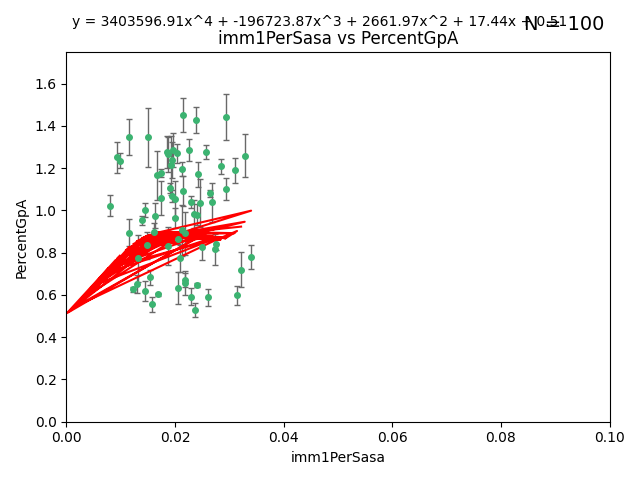 y = 3403596.91x^4 + -196723.87x^3 + 2661.97x^2 + 17.44x + 0.51
N = 100
imm1PerSasa vs PercentGpA
PercentGpA
1.6
1.4
1.2
1.0
0.8
0.6
0.4
0.2
0.0
0.00 0.02 0.04 0.06 0.08 0.10
imm1PerSasa